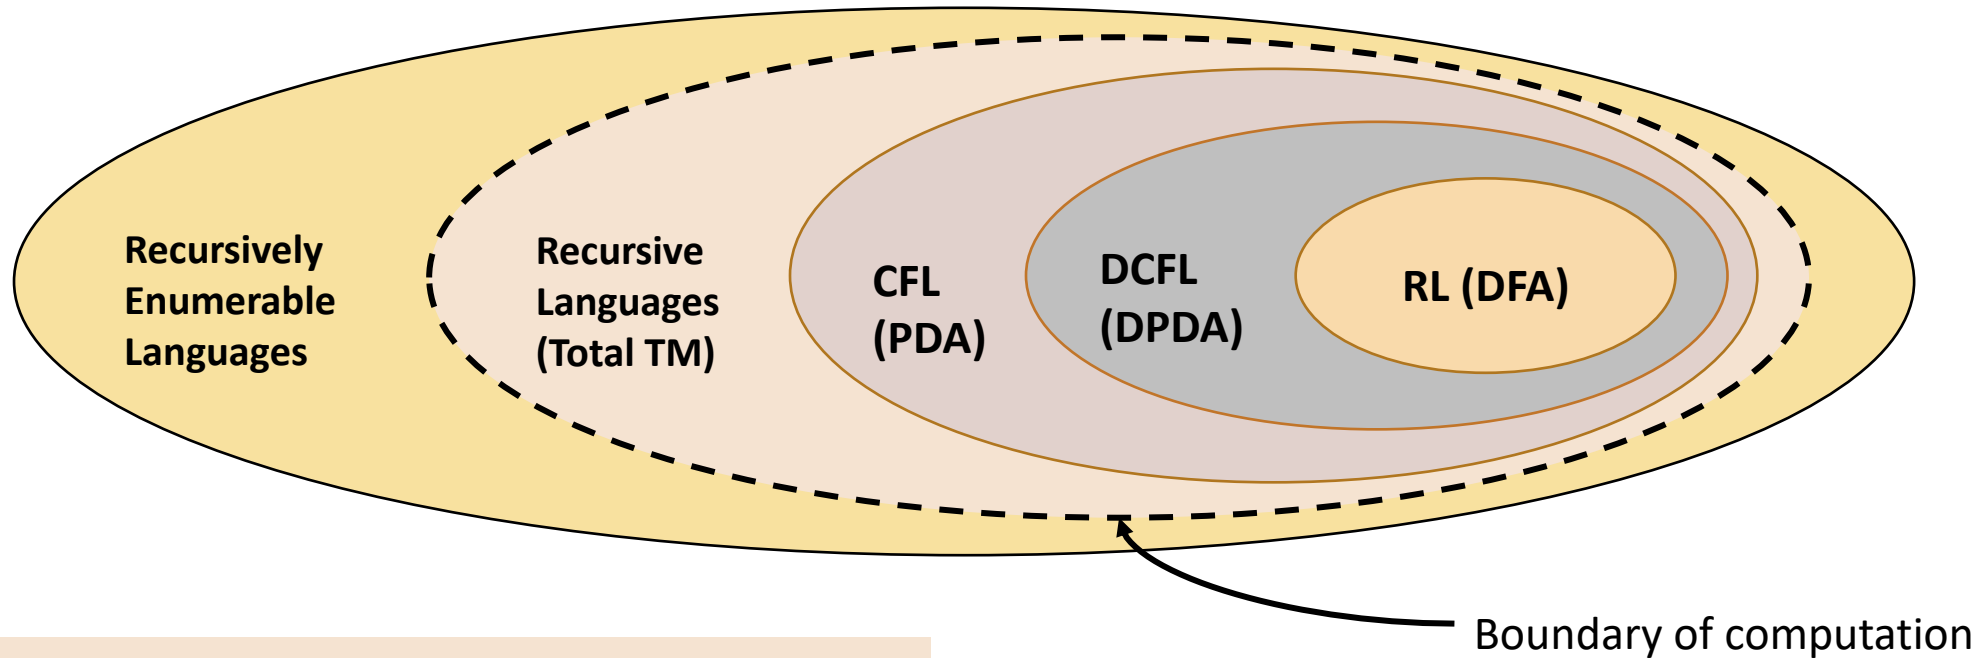 Recursively
Enumerable
Languages
Recursive
Languages
(Total TM)
CFL
(PDA)
DCFL
(DPDA)
RL (DFA)
Boundary of computation